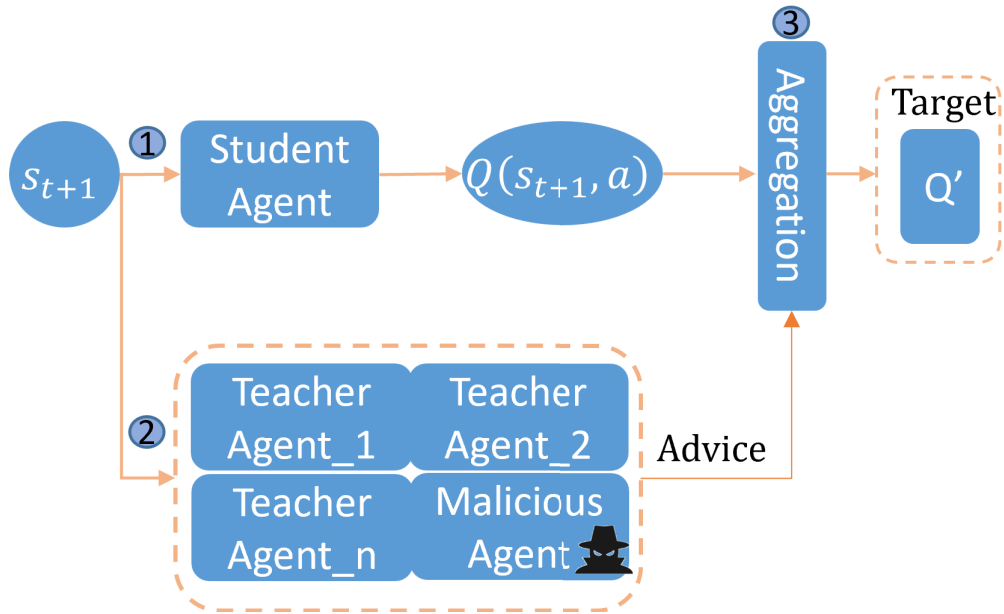 3
1
Student
Agent
s_{t+1}
Q(s_{t+1}, a)
Aggregation
Target
Q’
2
Teacher
Agent_1
Teacher
Agent_2
Teacher
Agent_n
Malicious
Agent
Advice